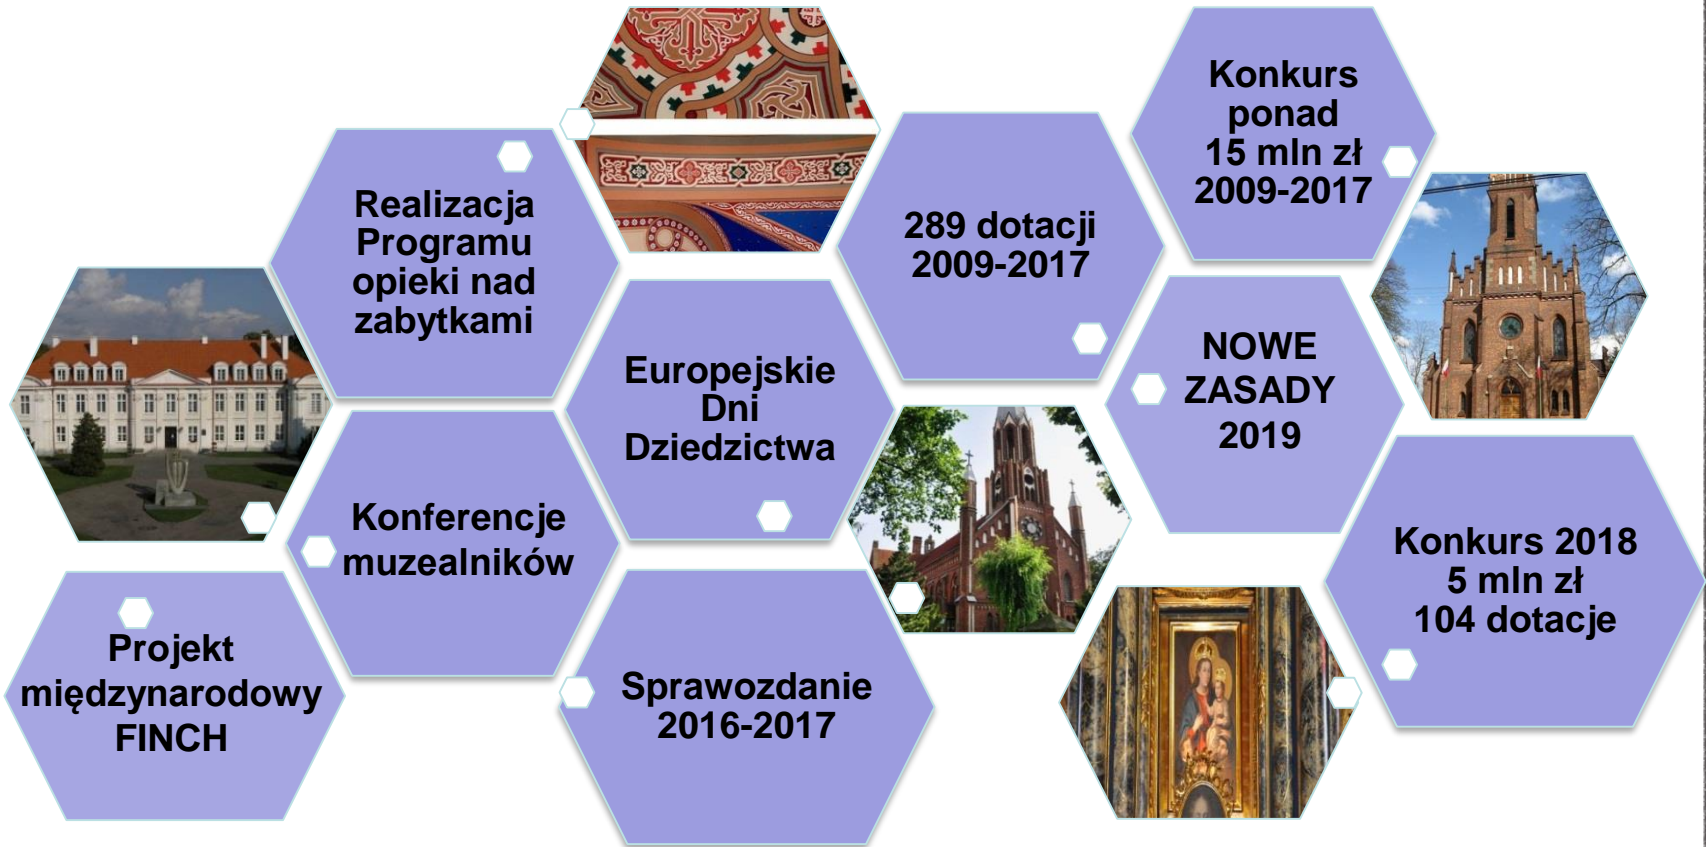 Konkurs
ponad
15 mln zł
2009-2017
Realizacja
Programu
opieki nad
zabytkami
289 dotacji
2009-2017
NOWE
ZASADY
2019
Europejskie
Dni
Dziedzictwa
Konferencje
muzealników
Konkurs 2018
5 mln zł
104 dotacje
Projekt
międzynarodowy
FINCH
Sprawozdanie
2016-2017